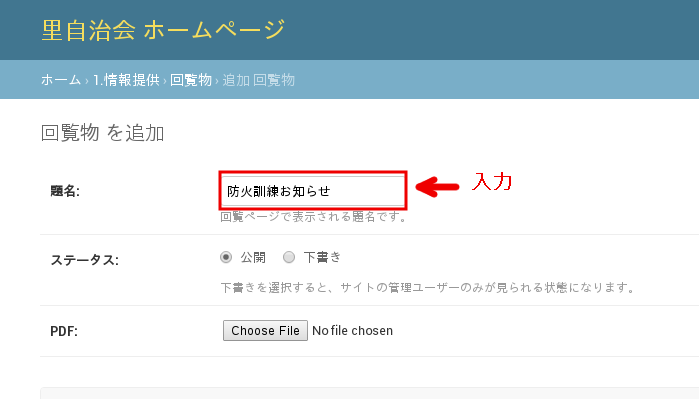 里自治会 ホームページ
ホーム › 1.情報提供 › 回覧物 › 追加 回覧物
回覧物 を追加
題名: 防火訓練お知らせ 入力
回覧ページで表示される題名です。
ステータス: 公開 下書き
下書きを選択すると、サイトの管理ユーザーのみが見られる状態になります。
PDF: Choose File No file chosen